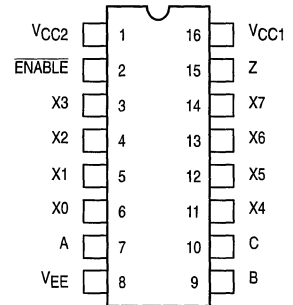 VCC2 1 16 VCC1
ENABLE 2 15 Z
X3 3 14 X7
X2 4 13 X6
X1 5 12 X5
X0 6 11 X4
A 7 10 C
VEE 8 9 B